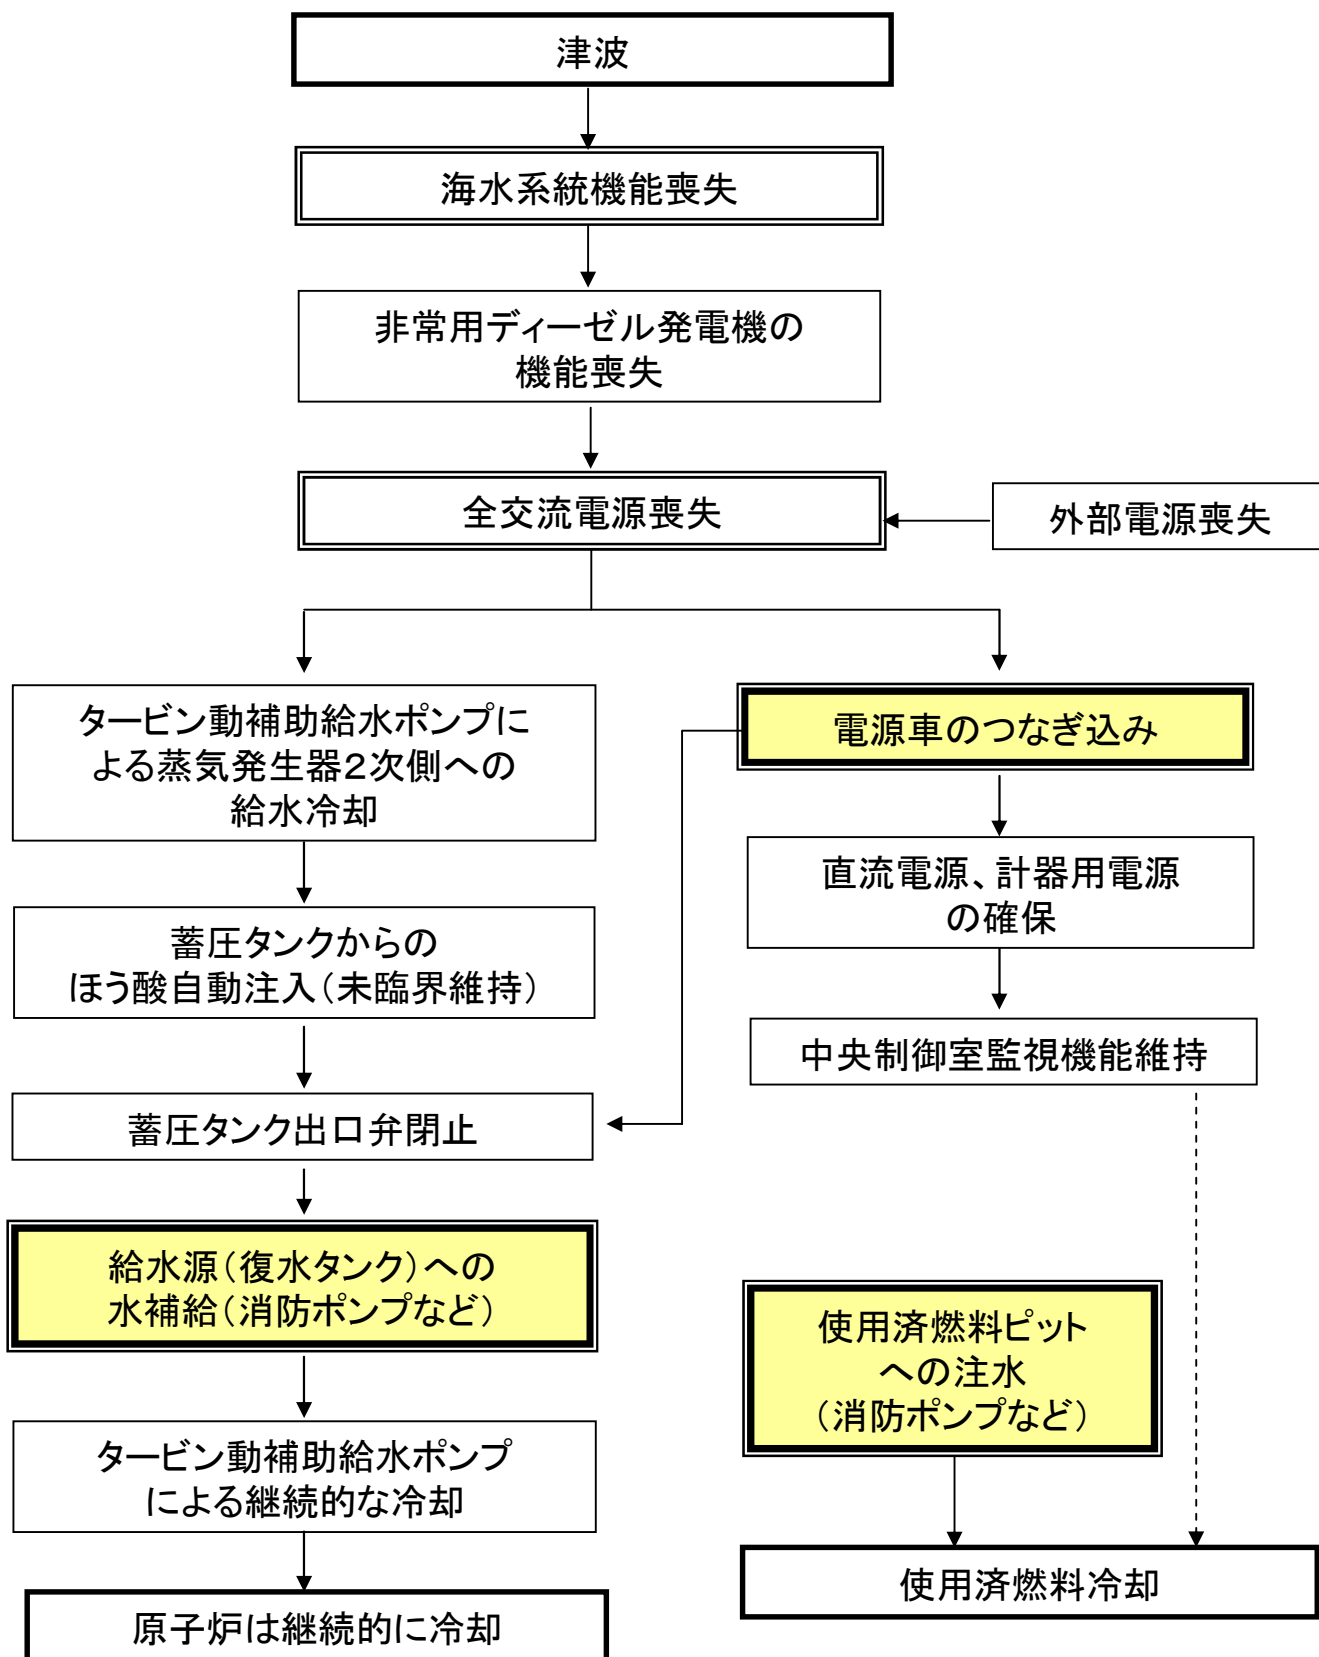 津波
海水系統機能喪失
非常用ディーゼル発電機の
機能喪失
全交流電源喪失
外部電源喪失
タービン動補助給水ポンプに
よる蒸気発生器２次側への
給水冷却
蓄圧タンクからの
ほう酸自動注入（未臨界維持）
蓄圧タンク出口弁閉止
給水源（復水タンク）への
水補給（消防ポンプなど）
タービン動補助給水ポンプ
による継続的な冷却
原子炉は継続的に冷却
電源車のつなぎ込み
直流電源、計器用電源
の確保
中央制御室監視機能維持
使用済燃料ピット
への注水
（消防ポンプなど）
使用済燃料冷却